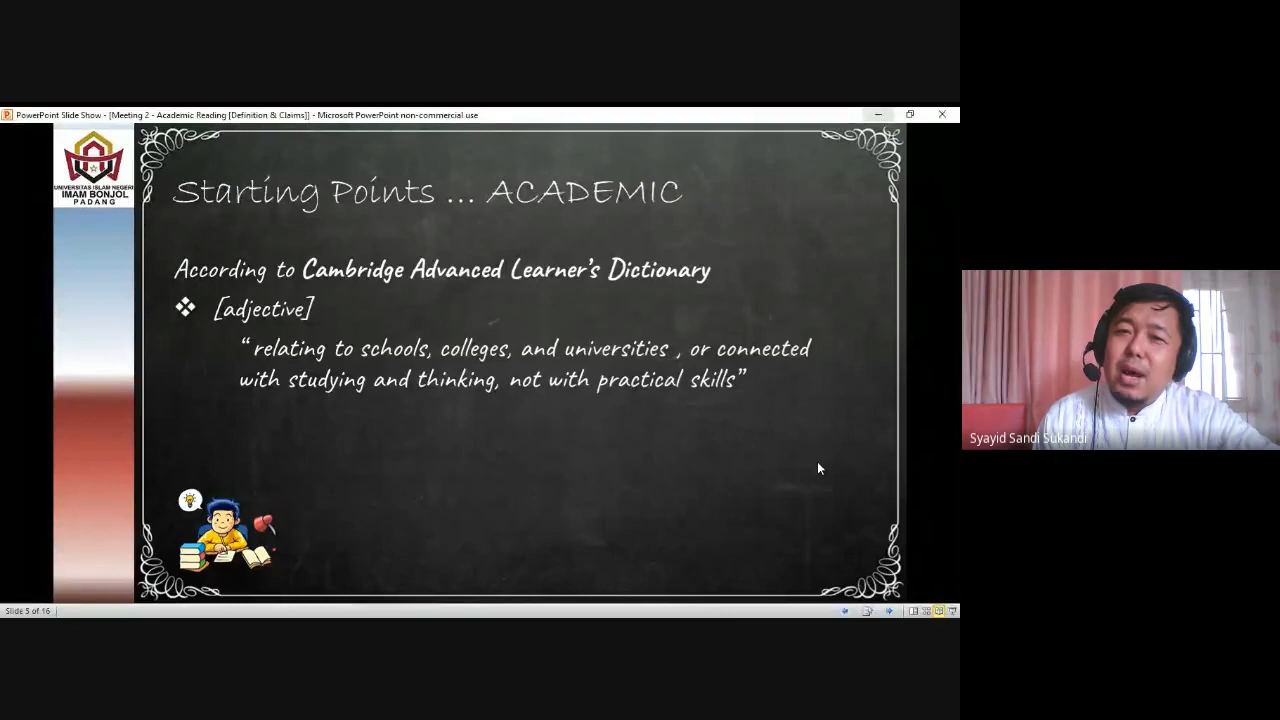 PowerPoint Slide Show - [Meeting 2 - Academic Reading [Definition & Claims]] - Microsoft PowerPoint non-commercial use
UNIVERSITAS ISLAM NEGERI
IMAM BONJOL
PADANG
Starting Points ... ACADEMIC
According to Cambridge Advanced Learner's Dictionary
[adjective]
“ relating to schools, colleges, and universities , or connected
with studying and thinking, not with practical skills”
Syayid Sandi Sukandi
Slide 5 of 16